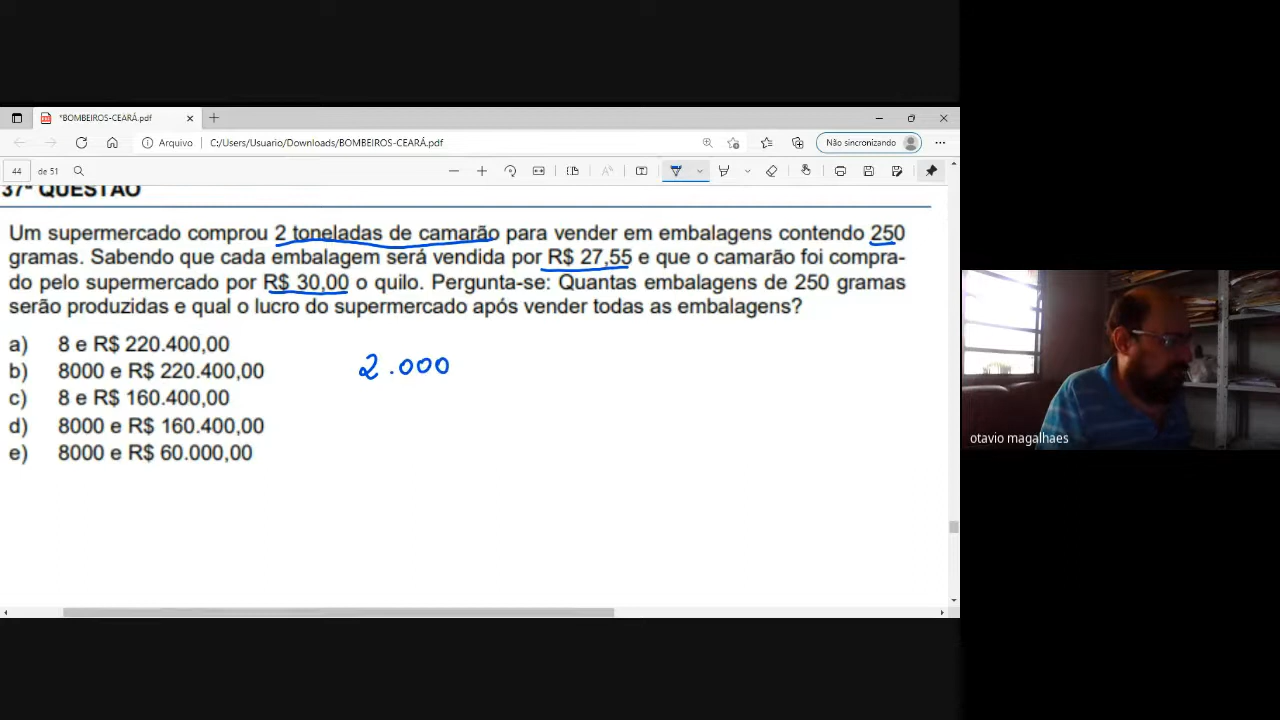 *BOMBEIROS-CEARÁ.pdf
Arquivo C:/Users/Usuario/Downloads/BOMBEIROS-CEARÁ.pdf Não sincronizando
44 de 51
37ª QUESTÃO
Um supermercado comprou 2 toneladas de camarão para vender em embalagens contendo 250
gramas. Sabendo que cada embalagem será vendida por R$ 27,55 e que o camarão foi compra-
do pelo supermercado por R$ 30,00 o quilo. Pergunta-se: Quantas embalagens de 250 gramas
serão produzidas e qual o lucro do supermercado após vender todas as embalagens?
a) 8 e R$ 220.400,00
b) 8000 e R$ 220.400,00
2.000
c) 8 e R$ 160.400,00
d) 8000 e R$ 160.400,00
e) 8000 e R$ 60.000,00
otavio magalhaes